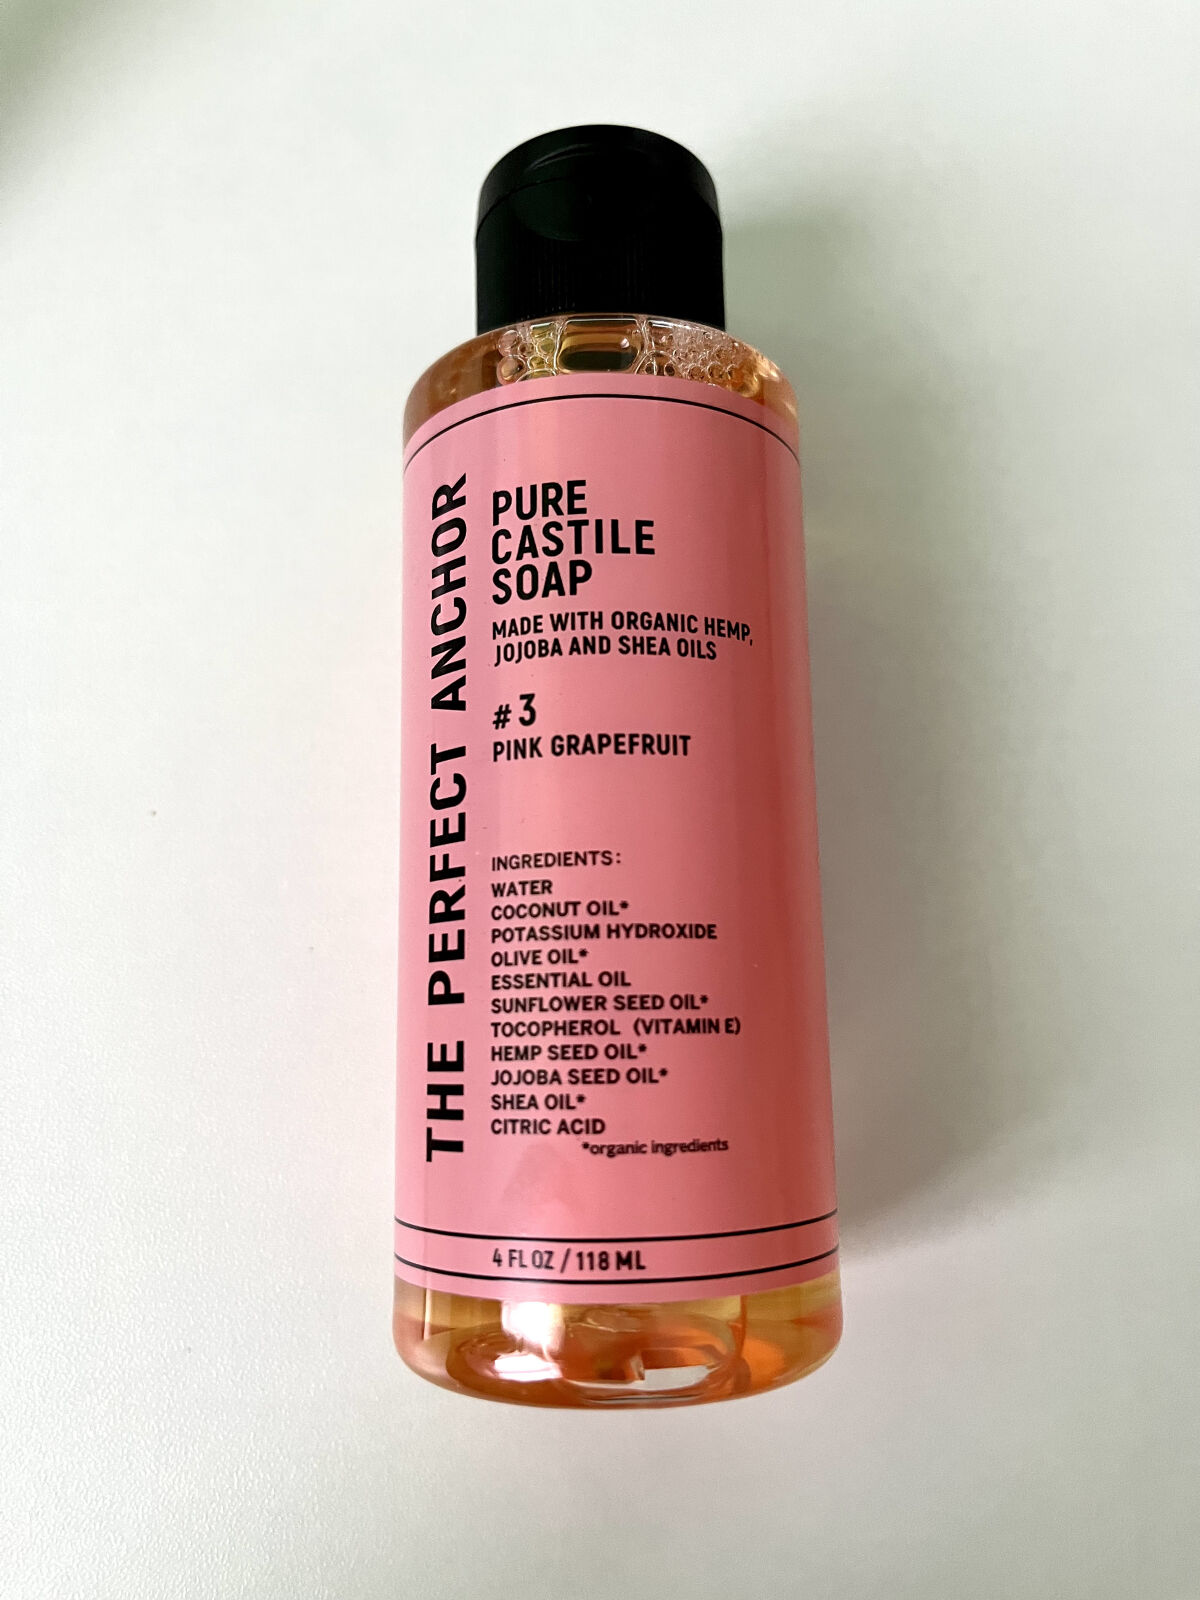 THE PERFECT ANCHOR
PURE
CASTILE
SOAP
MADE WITH ORGANIC HEMP,
JOJOBA AND SHEA OILS
#3
PINK GRAPEFRUIT
INGREDIENTS:
WATER
COCONUT OIL*
POTASSIUM HYDROXIDE
OLIVE OIL*
ESSENTIAL OIL
SUNFLOWER SEED OIL*
TOCOPHEROL (VITAMIN E)
HEMP SEED OIL*
JOJOBA SEED OIL*
SHEA OIL*
CITRIC ACID
*organic ingredients
4 FL OZ / 118 ML